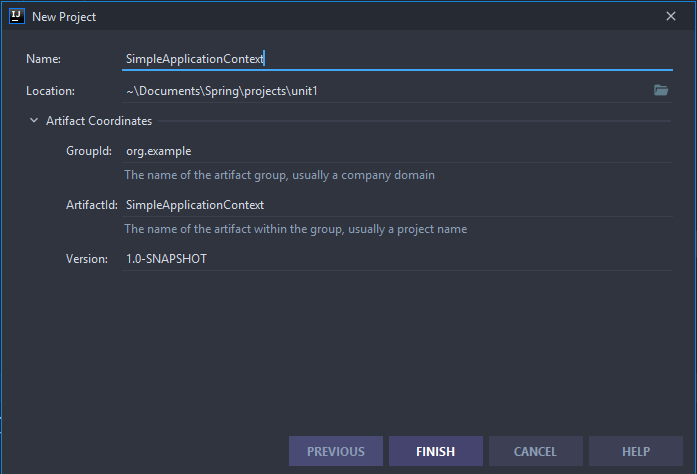 IJ New Project
Name: SimpleApplicationContext
Location: ~\Documents\Spring\projects\unit1
Artifact Coordinates
GroupId: org.example
The name of the artifact group, usually a company domain
ArtifactId: SimpleApplicationContext
The name of the artifact within the group, usually a project name
Version: 1.0-SNAPSHOT
PREVIOUS FINISH CANCEL HELP